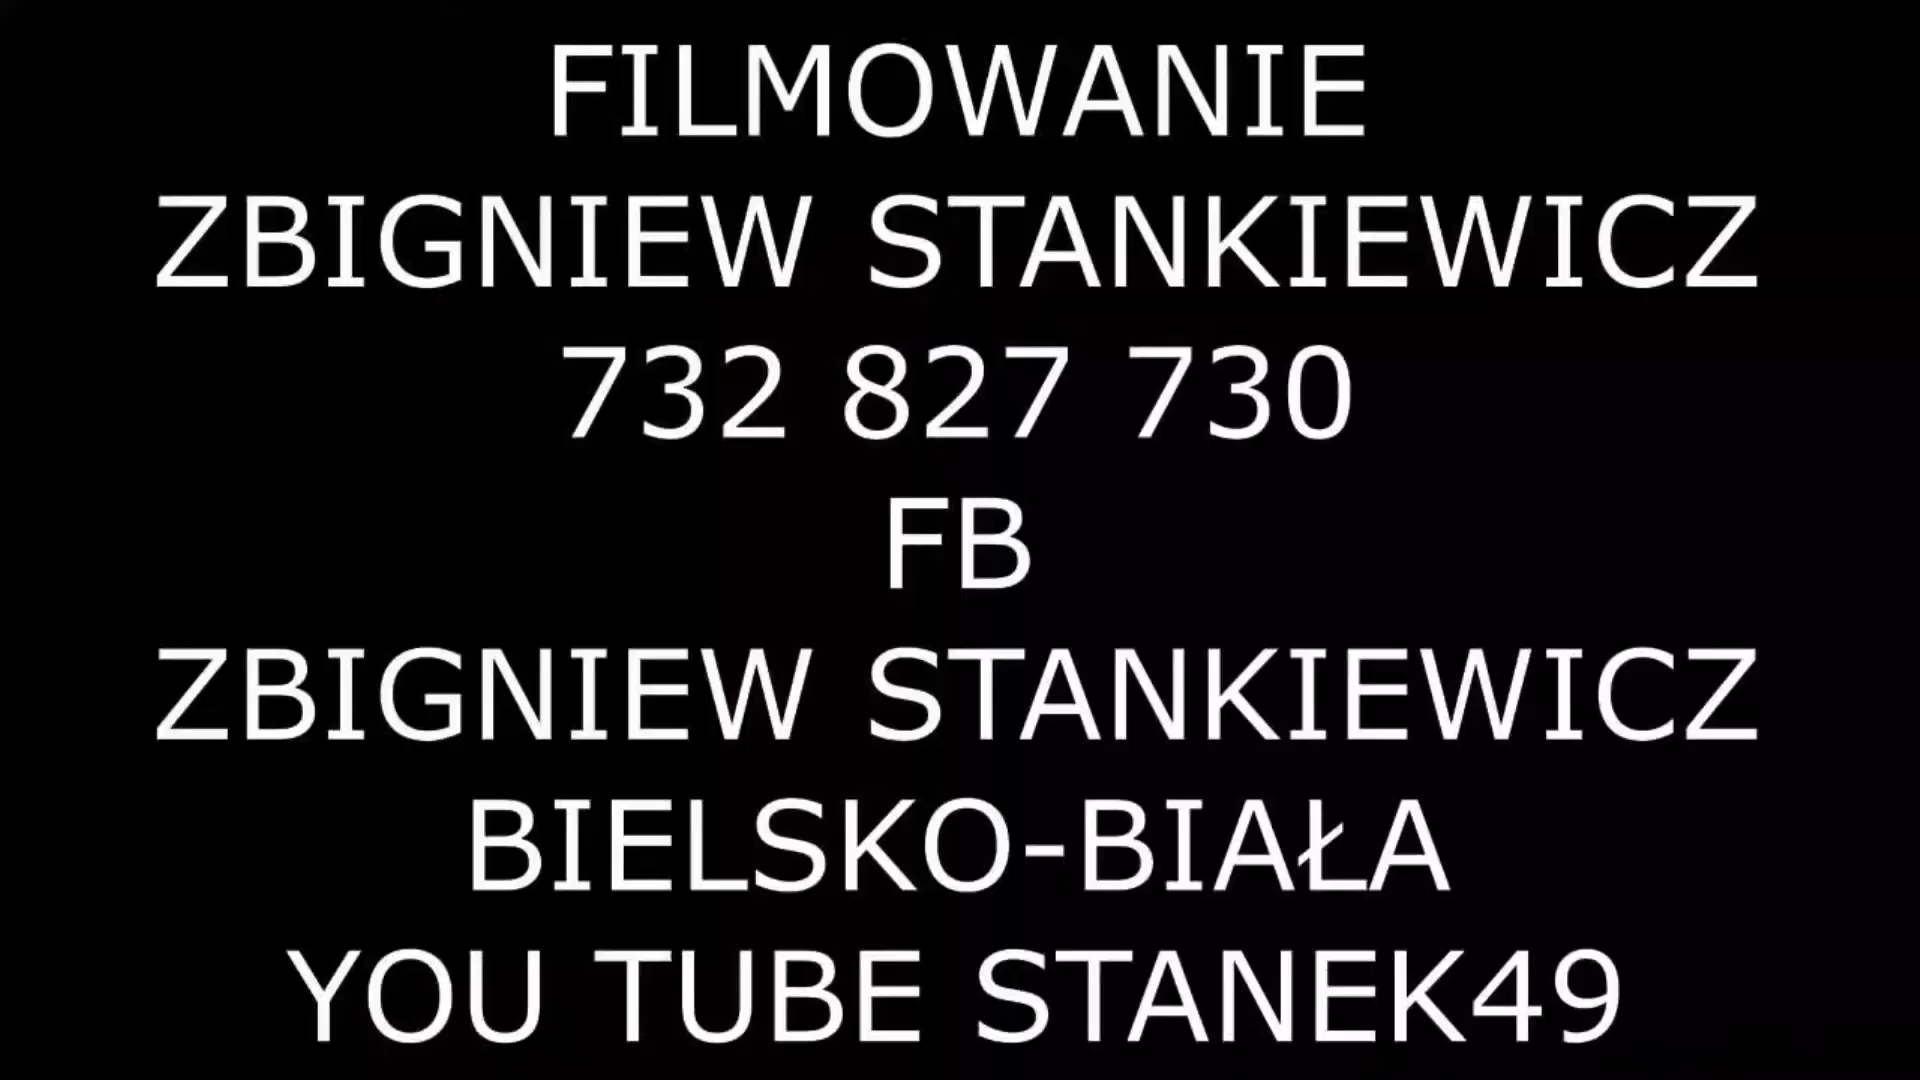 FILMOWANIE
ZBIGNIEW STANKIEWICZ
732 827 730
FB
ZBIGNIEW STANKIEWICZ
BIELSKO-BIAŁA
YOU TUBE STANEK49